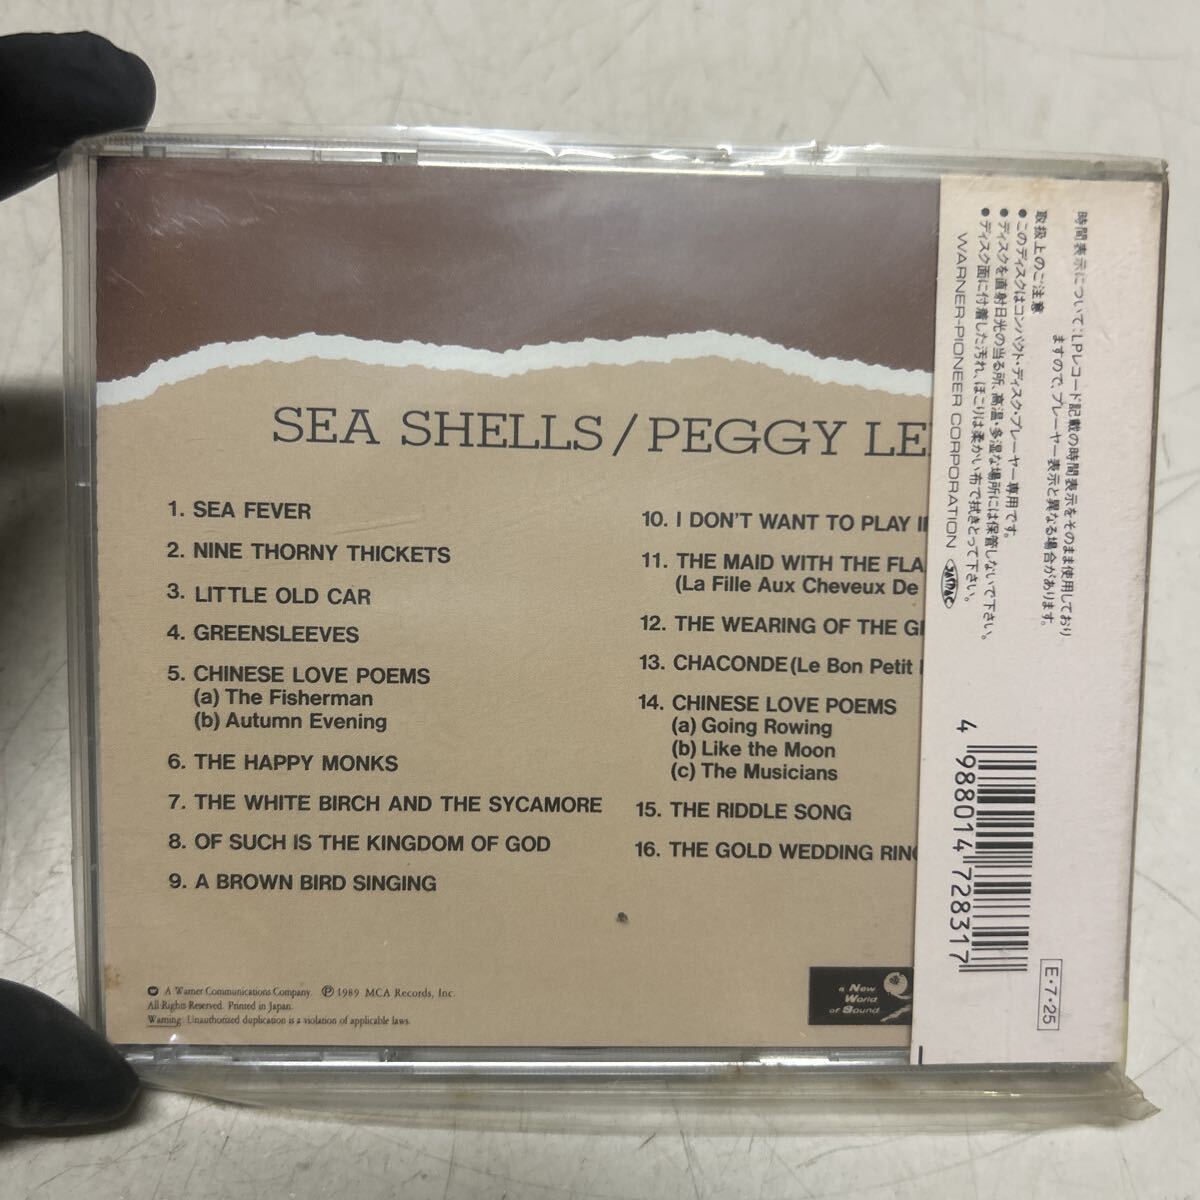 SEA SHELLS/PEGGY LE
1. SEA FEVER
2. NINE THORNY THICKETS
3. LITTLE OLD CAR
4. GREENSLEEVES
5. CHINESE LOVE POEMS
(a) The Fisherman
(b) Autumn Evening
6. THE HAPPY MONKS
7. THE WHITE BIRCH AND THE SYCAMORE
8. OF SUCH IS THE KINGDOM OF GOD
9. A BROWN BIRD SINGING
10. I DON'T WANT TO PLAY I
11. THE MAID WITH THE FLA
(La Fille Aux Cheveux De
12. THE WEARING OF THE G
13. CHACONDE (Le Bon Petit
14. CHINESE LOVE POEMS
(a) Going Rowing
(b) Like the Moon
(c) The Musicians
15. THE RIDDLE SONG
16. THE GOLD WEDDING RING
A Warner Communications Company. ℗ 1989 MCA Records, Inc.
All Rights Reserved. Printed in Japan.
Warning: Unauthorized duplication is a violation of applicable laws.
a New
World
of Sound
時間表示について:LPレコード記載の時間表示をそのまま使用しており
ますので、プレーヤー表示と異なる場合があります。
取扱上のご注意
●このディスクはコンパクト・ディスク・プレーヤー専用です。
●ディスクを直射日光の当る所、高温・多湿な場所には保管しないで下さい。
●ディスク面に付着した汚れ、ほこりは柔かい布で拭きとって下さい。
WARNER-PIONEER CORPORATION
4 988014 728317
E・7・25